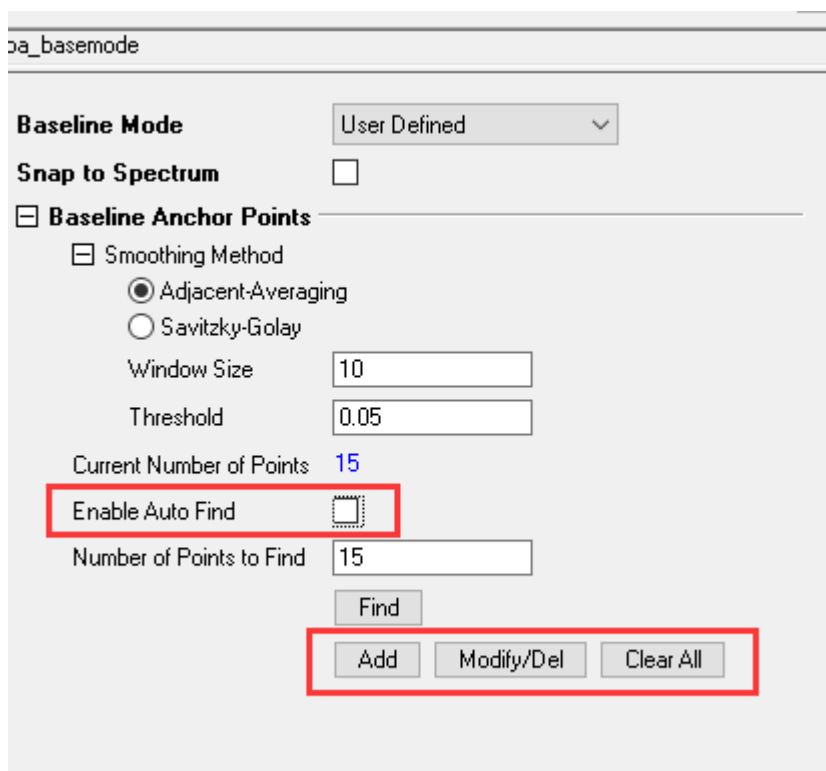 pa_basemode
Baseline Mode User Defined
Snap to Spectrum
Baseline Anchor Points
Smoothing Method
Adjacent-Averaging
Savitzky-Golay
Window Size 10
Threshold 0.05
Current Number of Points 15
Enable Auto Find
Number of Points to Find 15
Find
Add Modify/Del Clear All